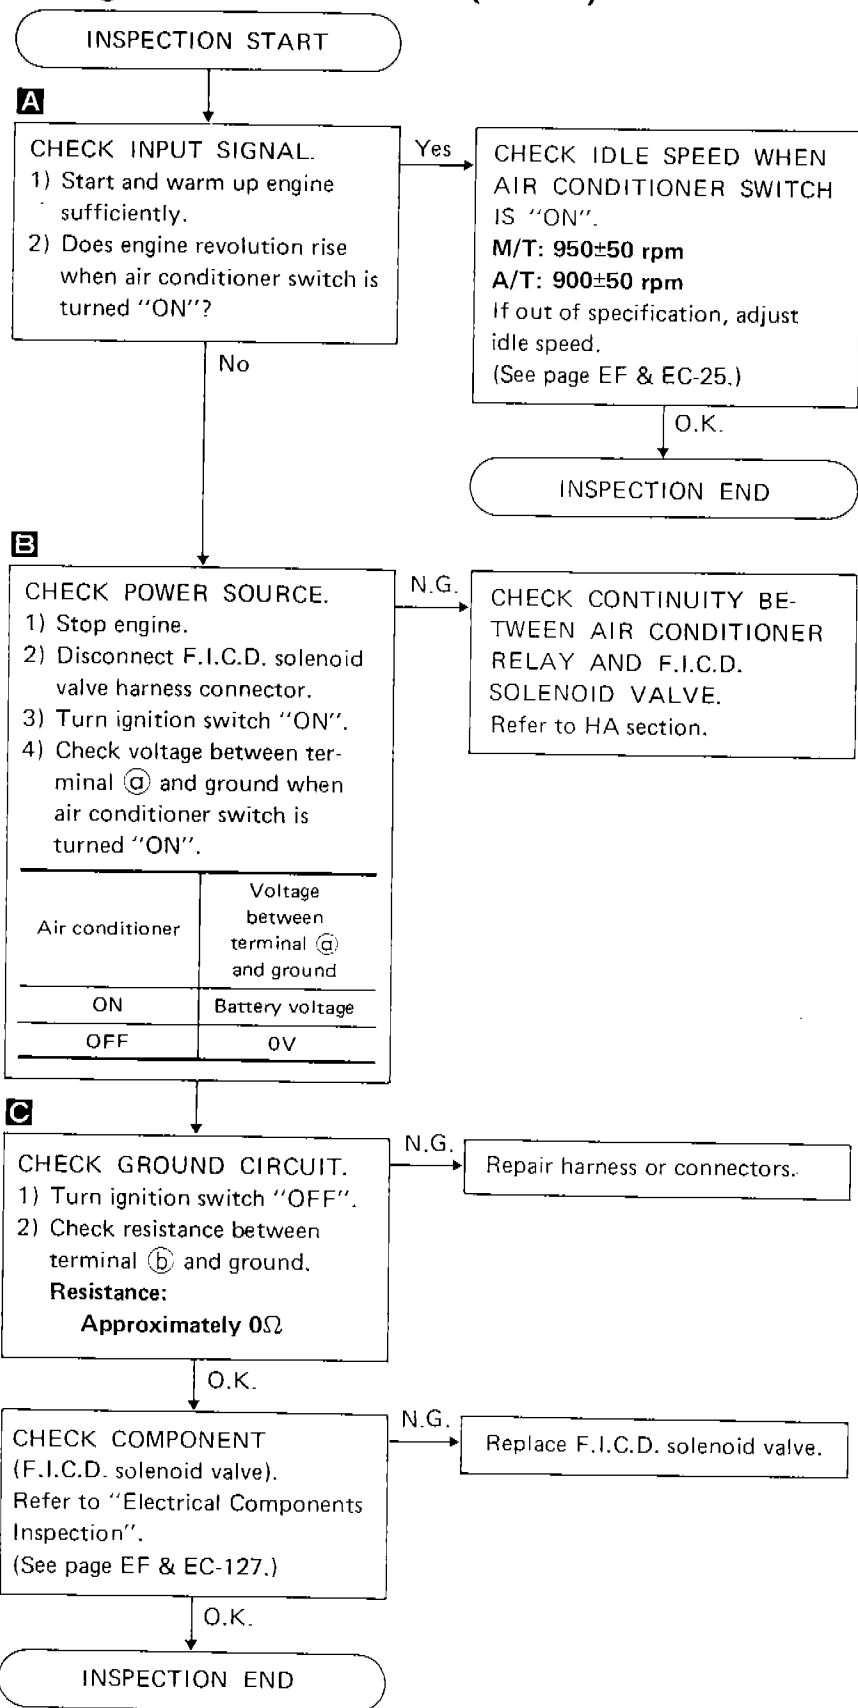 INSPECTION START
A
CHECK INPUT SIGNAL.
1) Start and warm up engine
sufficiently.
2) Does engine revolution rise
when air conditioner switch is
turned "ON"?
Yes
CHECK IDLE SPEED WHEN
AIR CONDITIONER SWITCH
IS "ON".
M/T: 950±50 rpm
A/T: 900±50 rpm
If out of specification, adjust
idle speed.
(See page EF & EC-25.)
No
O.K.
INSPECTION END
B
CHECK POWER SOURCE.
1) Stop engine.
2) Disconnect F.I.C.D. solenoid
valve harness connector.
3) Turn ignition switch "ON".
4) Check voltage between ter-
minal ⓐ and ground when
air conditioner switch is
turned "ON".
Air conditioner
Voltage
between
terminal ⓐ
and ground
ON Battery voltage
OFF 0V
N.G.
CHECK CONTINUITY BE-
TWEEN AIR CONDITIONER
RELAY AND F.I.C.D.
SOLENOID VALVE.
Refer to HA section.
C
CHECK GROUND CIRCUIT.
1) Turn ignition switch "OFF".
2) Check resistance between
terminal ⓑ and ground.
Resistance:
Approximately 0Ω
N.G.
Repair harness or connectors.
O.K.
CHECK COMPONENT
(F.I.C.D. solenoid valve).
Refer to "Electrical Components
Inspection".
(See page EF & EC-127.)
N.G.
Replace F.I.C.D. solenoid valve.
O.K.
INSPECTION END